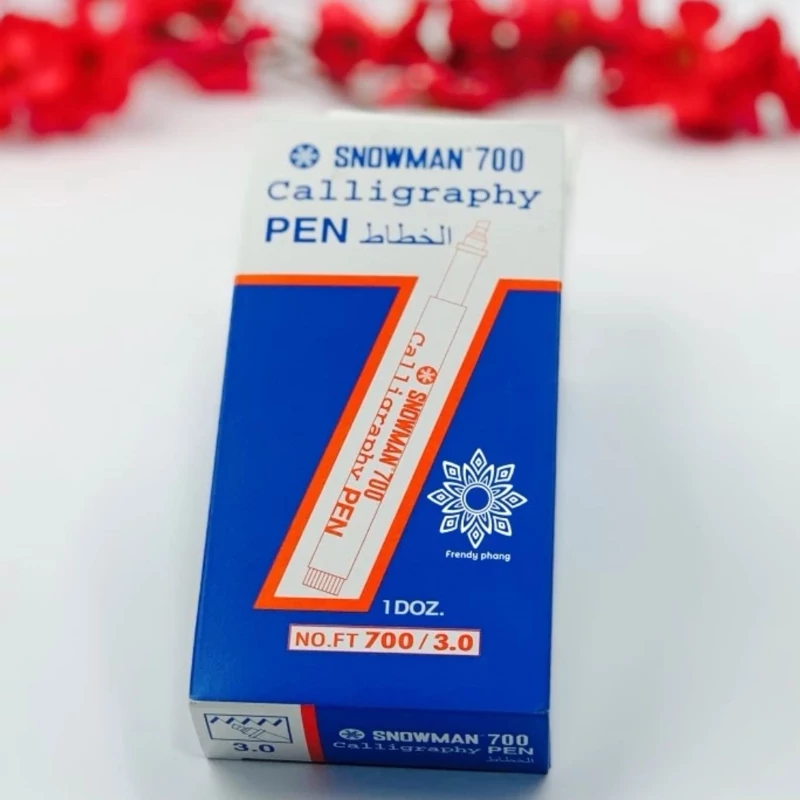 SNOWMAN 700
Calligraphy
PEN الخطاط
Calligraphy PEN
SNOWMAN 700
Frendy phang
1 DOZ.
NO.FT 700 / 3.0
3.0
SNOWMAN 700
Calligraphy PEN
الخطاط